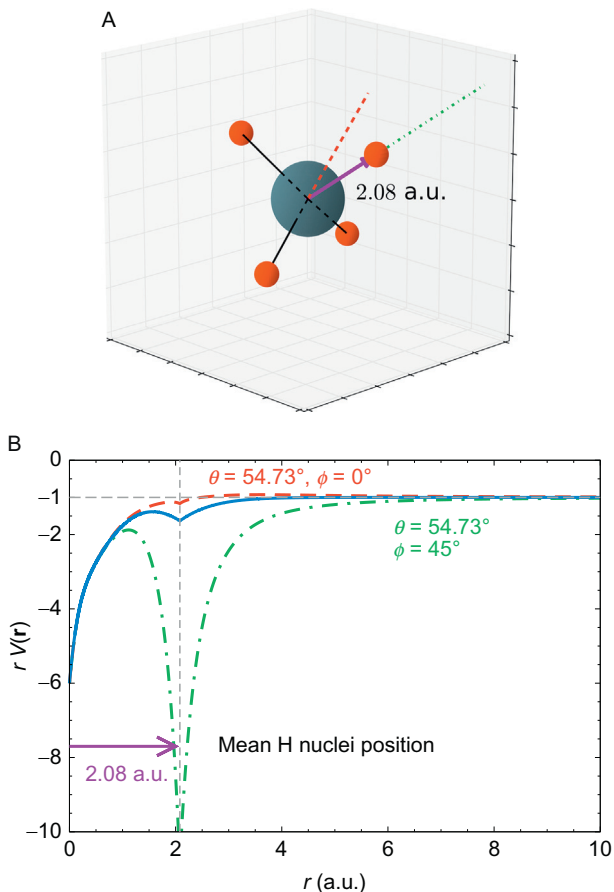 A
2.08 a.u.
B
0
−1
−2
−4
−6
−8
−10
r V(r)
θ = 54.73°, ϕ = 0°
θ = 54.73°
ϕ = 45°
Mean H nuclei position
2.08 a.u.
0 2 4 6 8 10
r (a.u.)